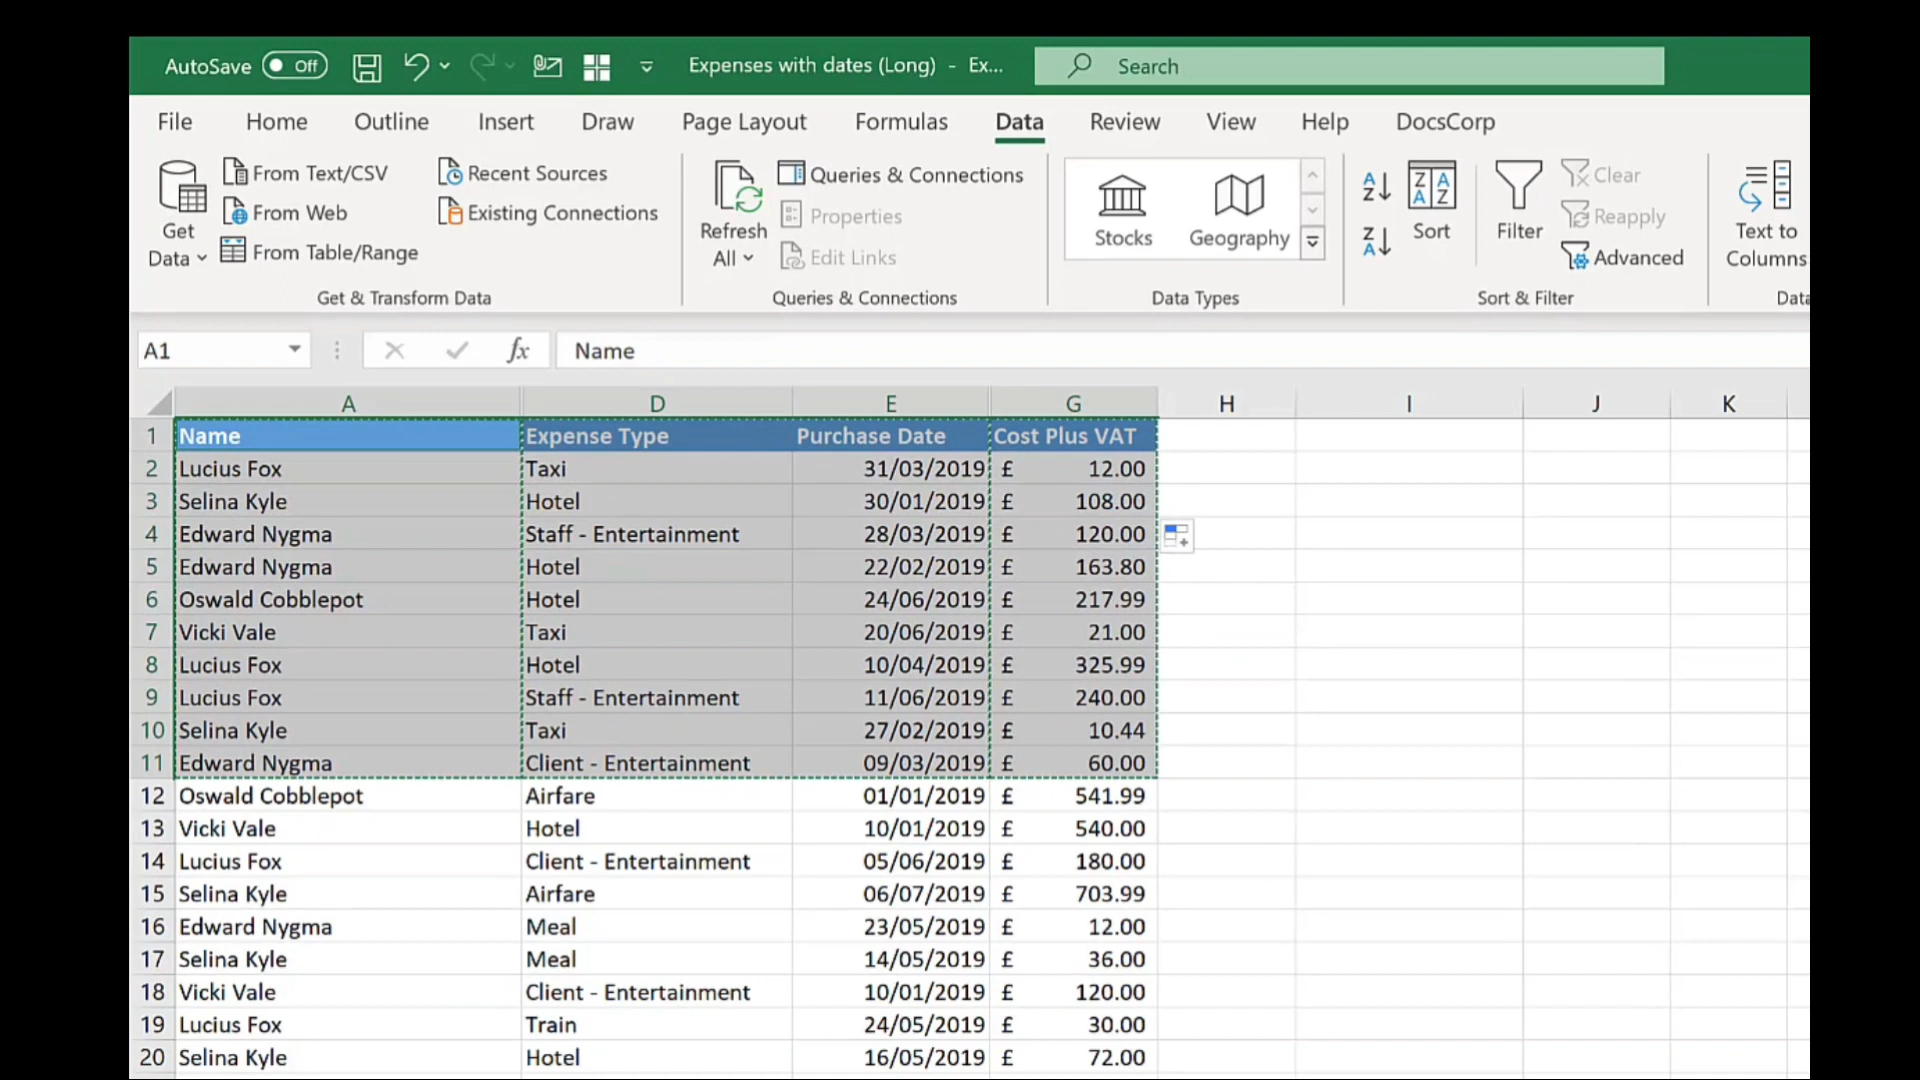 AutoSave Off Expenses with dates (Long) - Ex... Search
File Home Outline Insert Draw Page Layout Formulas Data Review View Help DocsCorp
Get Data
From Text/CSV
From Web
From Table/Range
Recent Sources
Existing Connections
Get & Transform Data
Refresh All
Queries & Connections
Properties
Edit Links
Queries & Connections
Stocks Geography
Data Types
Sort
Filter
Clear
Reapply
Advanced
Sort & Filter
Text to Columns
Data
A1 fx Name
A D E G H I J K
1 Name Expense Type Purchase Date Cost Plus VAT
2 Lucius Fox Taxi 31/03/2019 £ 12.00
3 Selina Kyle Hotel 30/01/2019 £ 108.00
4 Edward Nygma Staff - Entertainment 28/03/2019 £ 120.00
5 Edward Nygma Hotel 22/02/2019 £ 163.80
6 Oswald Cobblepot Hotel 24/06/2019 £ 217.99
7 Vicki Vale Taxi 20/06/2019 £ 21.00
8 Lucius Fox Hotel 10/04/2019 £ 325.99
9 Lucius Fox Staff - Entertainment 11/06/2019 £ 240.00
10 Selina Kyle Taxi 27/02/2019 £ 10.44
11 Edward Nygma Client - Entertainment 09/03/2019 £ 60.00
12 Oswald Cobblepot Airfare 01/01/2019 £ 541.99
13 Vicki Vale Hotel 10/01/2019 £ 540.00
14 Lucius Fox Client - Entertainment 05/06/2019 £ 180.00
15 Selina Kyle Airfare 06/07/2019 £ 703.99
16 Edward Nygma Meal 23/05/2019 £ 12.00
17 Selina Kyle Meal 14/05/2019 £ 36.00
18 Vicki Vale Client - Entertainment 10/01/2019 £ 120.00
19 Lucius Fox Train 24/05/2019 £ 30.00
20 Selina Kyle Hotel 16/05/2019 £ 72.00